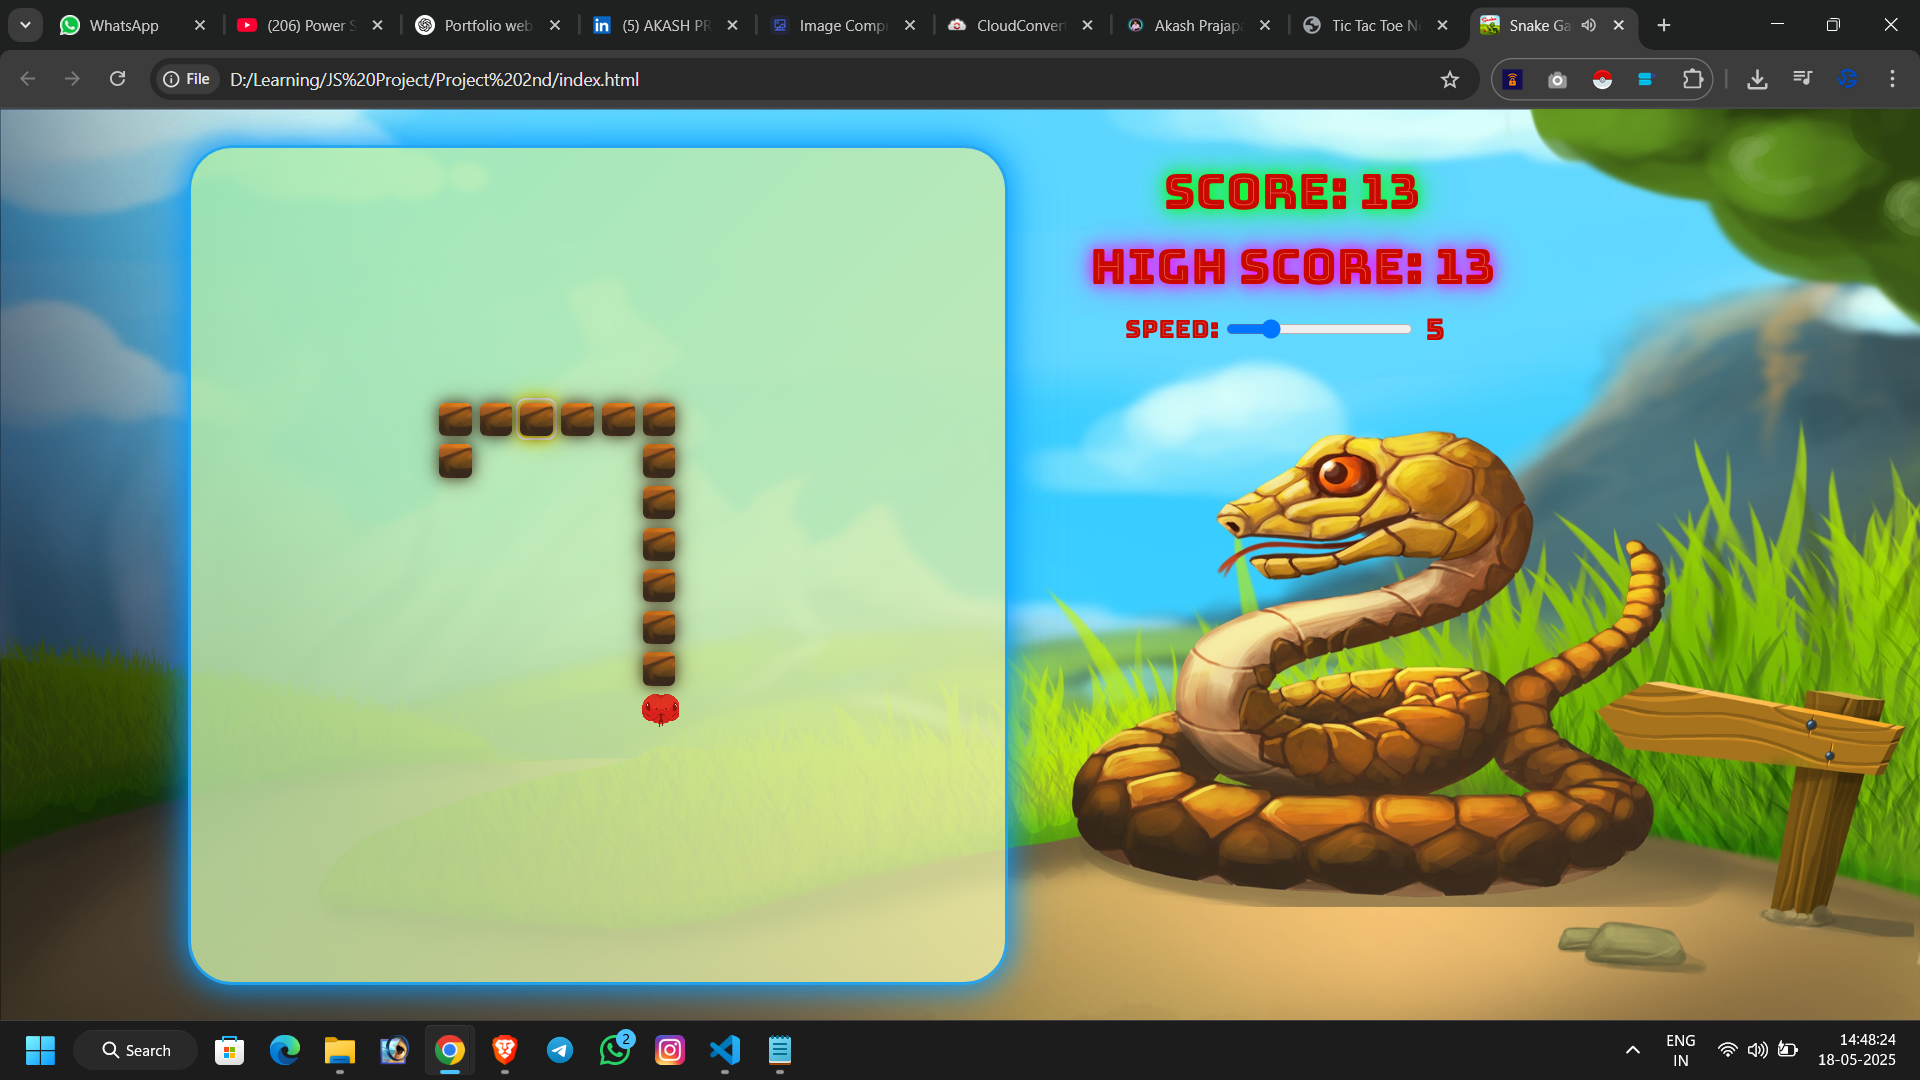 WhatsApp
(206) Power S
Portfolio web
(5) AKASH PR
Image Comp
CloudConver
Akash Prajap
Tic Tac Toe N
Snake Ga
File
D:/Learning/JS%20Project/Project%202nd/index.html
SCORE: 13
HIGH SCORE: 13
SPEED: 5
Search
2
ENG
IN
14:48:24
18-05-2025